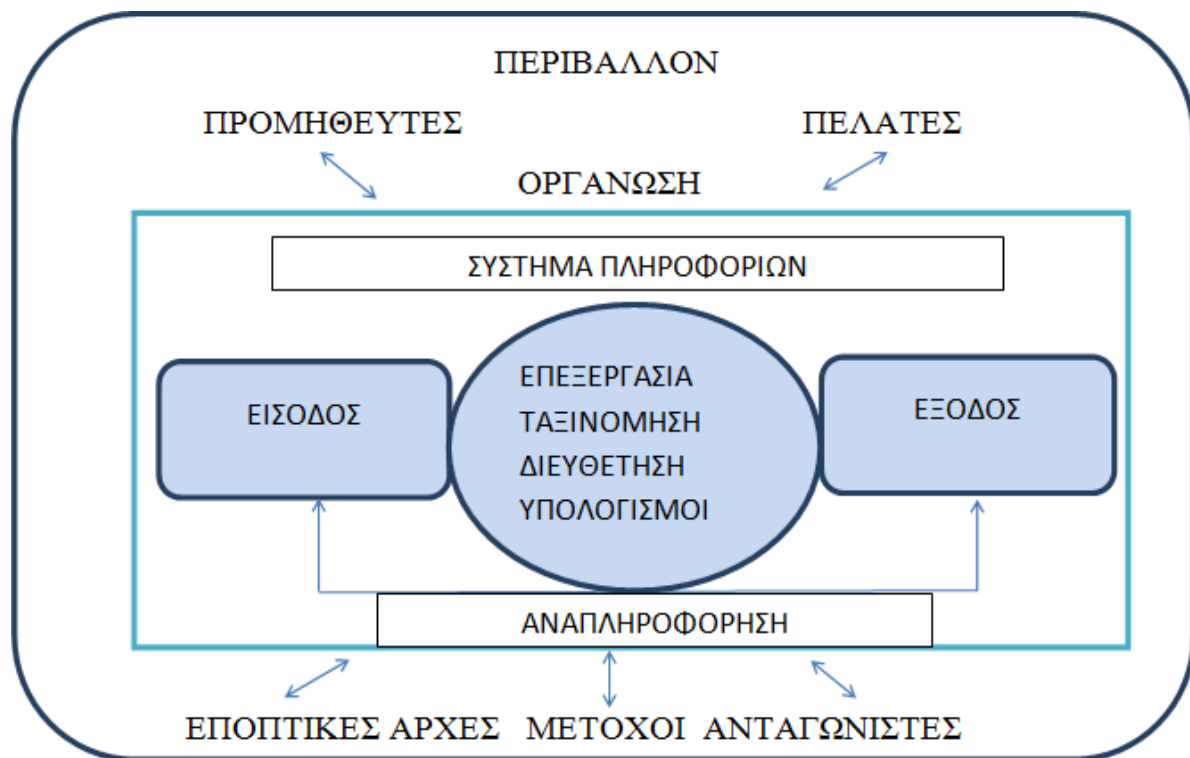 ΠΕΡΙΒΑΛΛΟΝ
ΠΡΟΜΗΘΕΥΤΕΣ ΠΕΛΑΤΕΣ
ΟΡΓΑΝΩΣΗ
ΣΥΣΤΗΜΑ ΠΛΗΡΟΦΟΡΙΩΝ
ΕΙΣΟΔΟΣ
ΕΠΕΞΕΡΓΑΣΙΑ
ΤΑΞΙΝΟΜΗΣΗ
ΔΙΕΥΘΕΤΗΣΗ
ΥΠΟΛΟΓΙΣΜΟΙ
ΕΞΟΔΟΣ
ΑΝΑΠΛΗΡΟΦΟΡΗΣΗ
ΕΠΟΠΤΙΚΕΣ ΑΡΧΕΣ ΜΕΤΟΧΟΙ ΑΝΤΑΓΩΝΙΣΤΕΣ